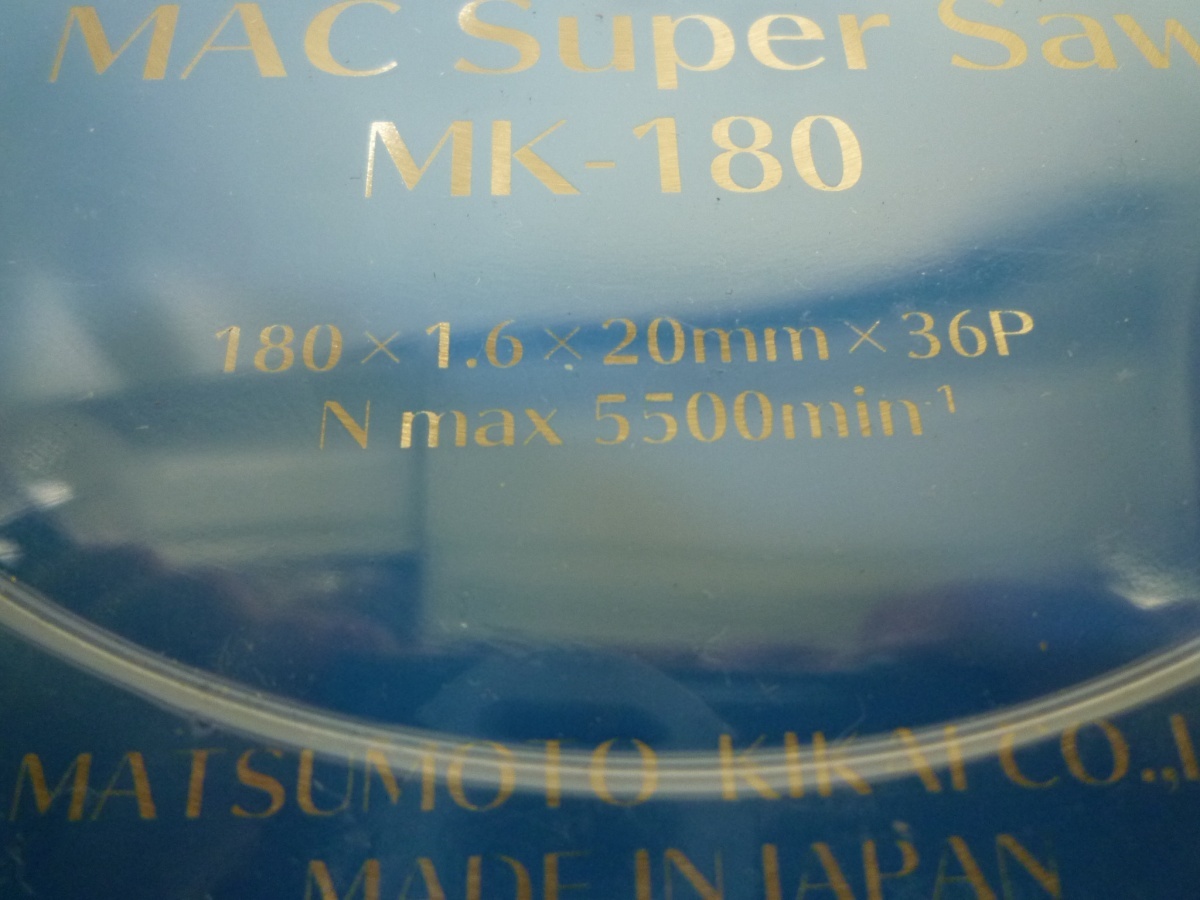 MAC Super Saw
MK-180
180×1.6×20mm×36P
N max 5500min-1
MATSUMOTO KIKAI CO.,L
MADE IN JAPAN